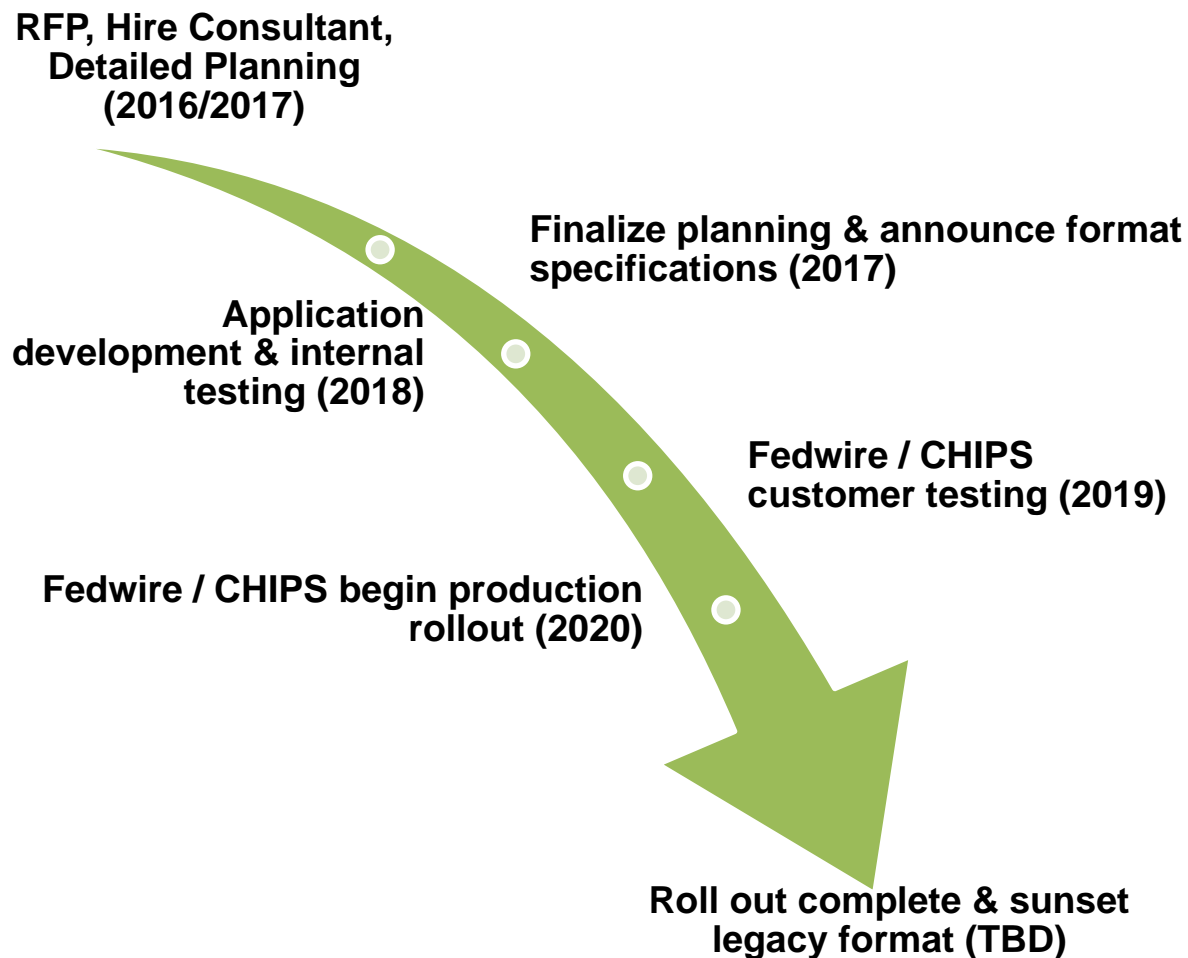 RFP, Hire Consultant,
Detailed Planning
(2016/2017)
Finalize planning & announce format
specifications (2017)
Application
development & internal
testing (2018)
Fedwire / CHIPS
customer testing (2019)
Fedwire / CHIPS begin production
rollout (2020)
Roll out complete & sunset
legacy format (TBD)